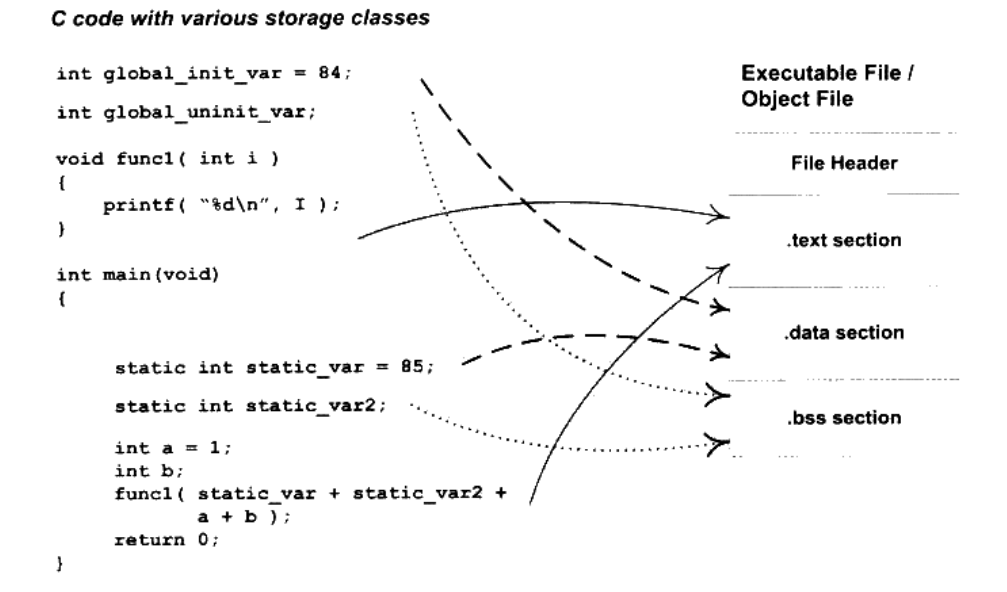 C code with various storage classes
int global_init_var = 84;
int global_uninit_var;
void func1( int i )
{
printf( "%d\n", I );
}
int main(void)
{
static int static_var = 85;
static int static_var2;
int a = 1;
int b;
func1( static_var + static_var2 +
a + b );
return 0;
}
Executable File /
Object File
File Header
.text section
.data section
.bss section